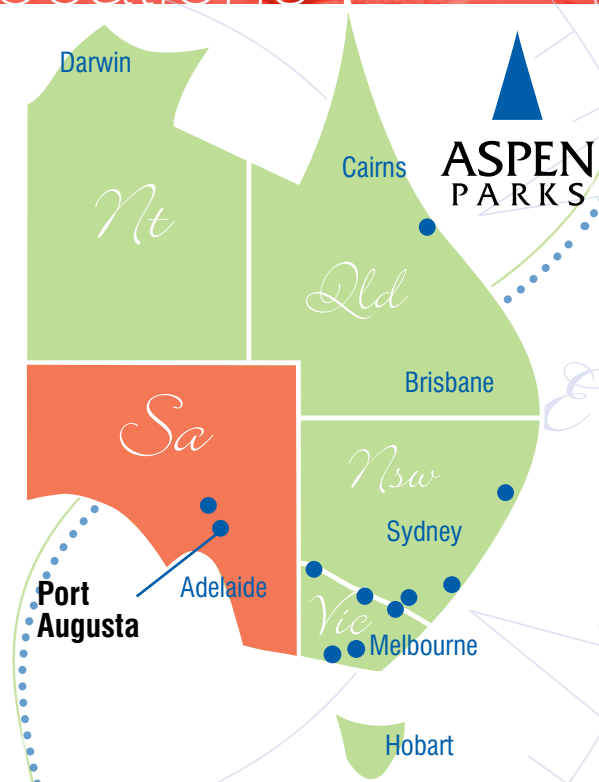 Darwin
ASPEN
PARKS
Cairns
Nt
Qld
Brisbane
Sa
Nsw
Sydney
Port
Augusta
Adelaide
Vic
Melbourne
Hobart